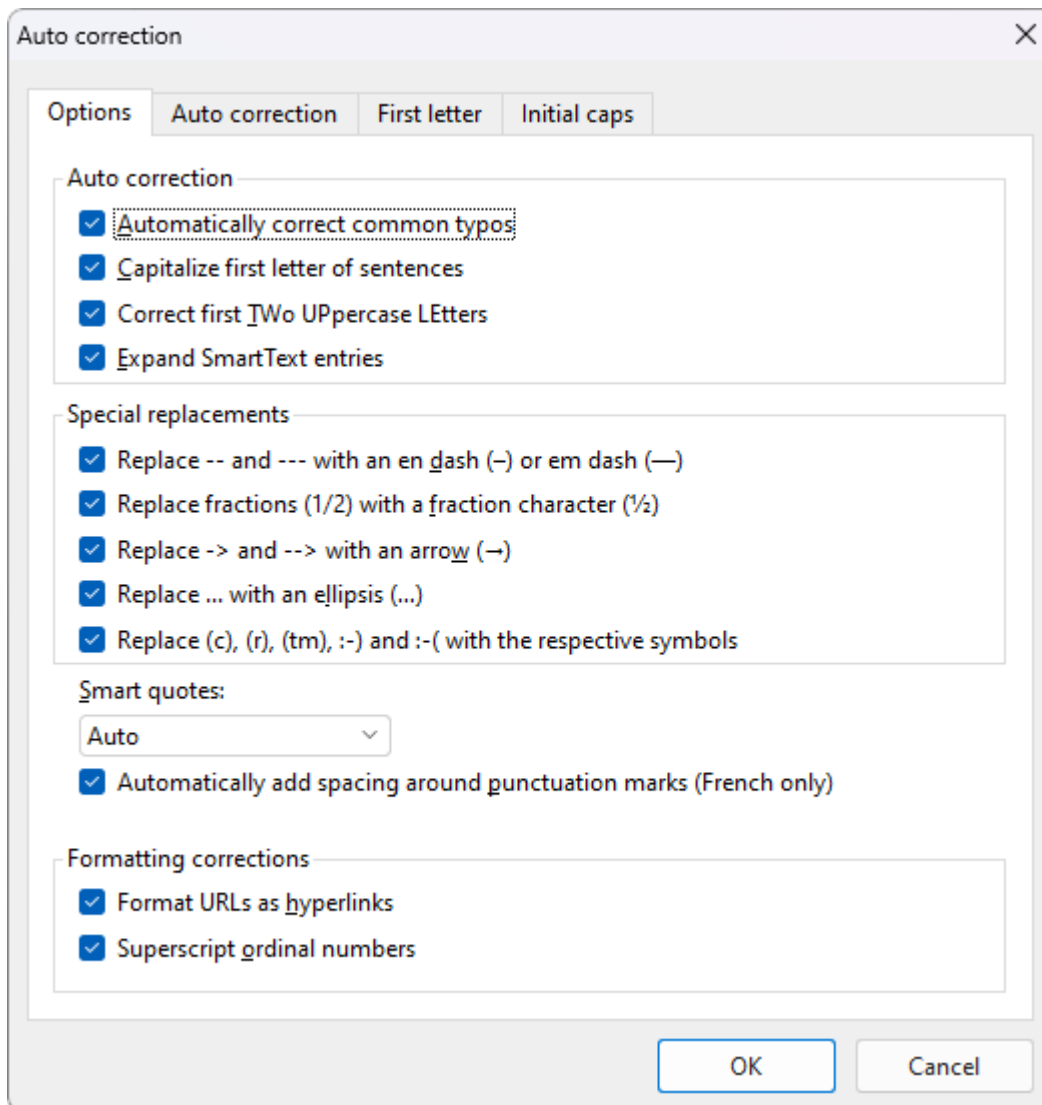 Auto correction
Options Auto correction First letter Initial caps
Auto correction
Automatically correct common typos
Capitalize first letter of sentences
Correct first TWo UPpercase LEtters
Expand SmartText entries
Special replacements
Replace -- and --- with an en dash (–) or em dash (—)
Replace fractions (1/2) with a fraction character (½)
Replace -> and --> with an arrow (→)
Replace ... with an ellipsis (…)
Replace (c), (r), (tm), :-) and :-( with the respective symbols
Smart quotes:
Auto
Automatically add spacing around punctuation marks (French only)
Formatting corrections
Format URLs as hyperlinks
Superscript ordinal numbers
OK Cancel